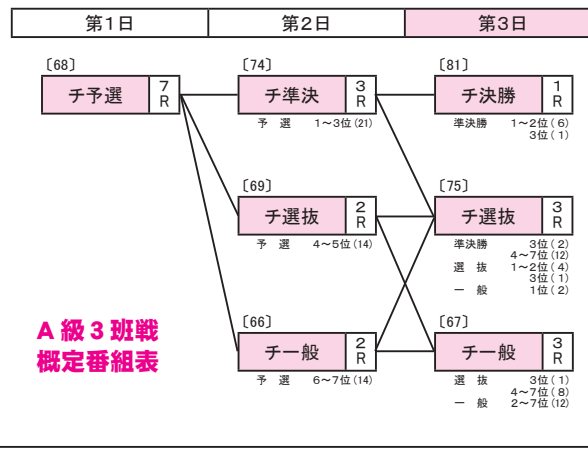 第1日 第2日 第3日
〔68〕 〔74〕 〔81〕
チ予選 7R チ準決 3R チ決勝 1R
予 選 1〜3位(21) 準決勝 1〜2位(6)
3位(1)
〔69〕 〔75〕
チ選抜 2R チ選抜 3R
予 選 4〜5位(14) 準決勝 3位(2)
4〜7位(12)
選 抜 1〜2位(4)
3位(1)
一 般 1位(2)
〔66〕 〔67〕
チ一般 2R チ一般 3R
予 選 6〜7位(14) 選 抜 3位(1)
4〜7位(8)
一 般 2〜7位(12)
A級3班戦
概定番組表